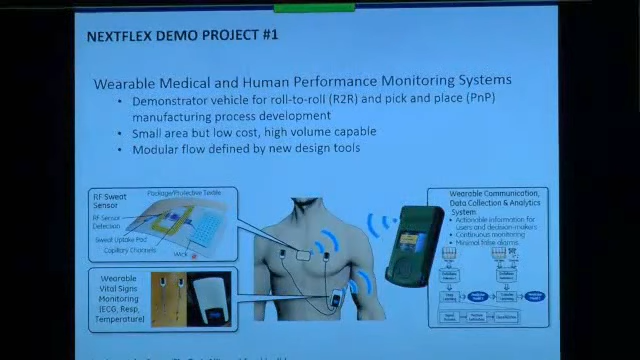 NEXTFLEX DEMO PROJECT #1
Wearable Medical and Human Performance Monitoring Systems
• Demonstrator vehicle for roll-to-roll (R2R) and pick and place (PnP)
manufacturing process development
• Small area but low cost, high volume capable
• Modular flow defined by new design tools
RF Sweat
Sensor
Package/Protective Textile
RF Sensor
Detection
Sweat Uptake Pad
Capillary Channels
Wick
Wearable
Vital Signs
Monitoring
(ECG, Resp,
Temperature)
Wearable Communication,
Data Collection & Analytics
System
• Actionable information for
users and decision-makers
• Continuous monitoring
• Minimal false alarms